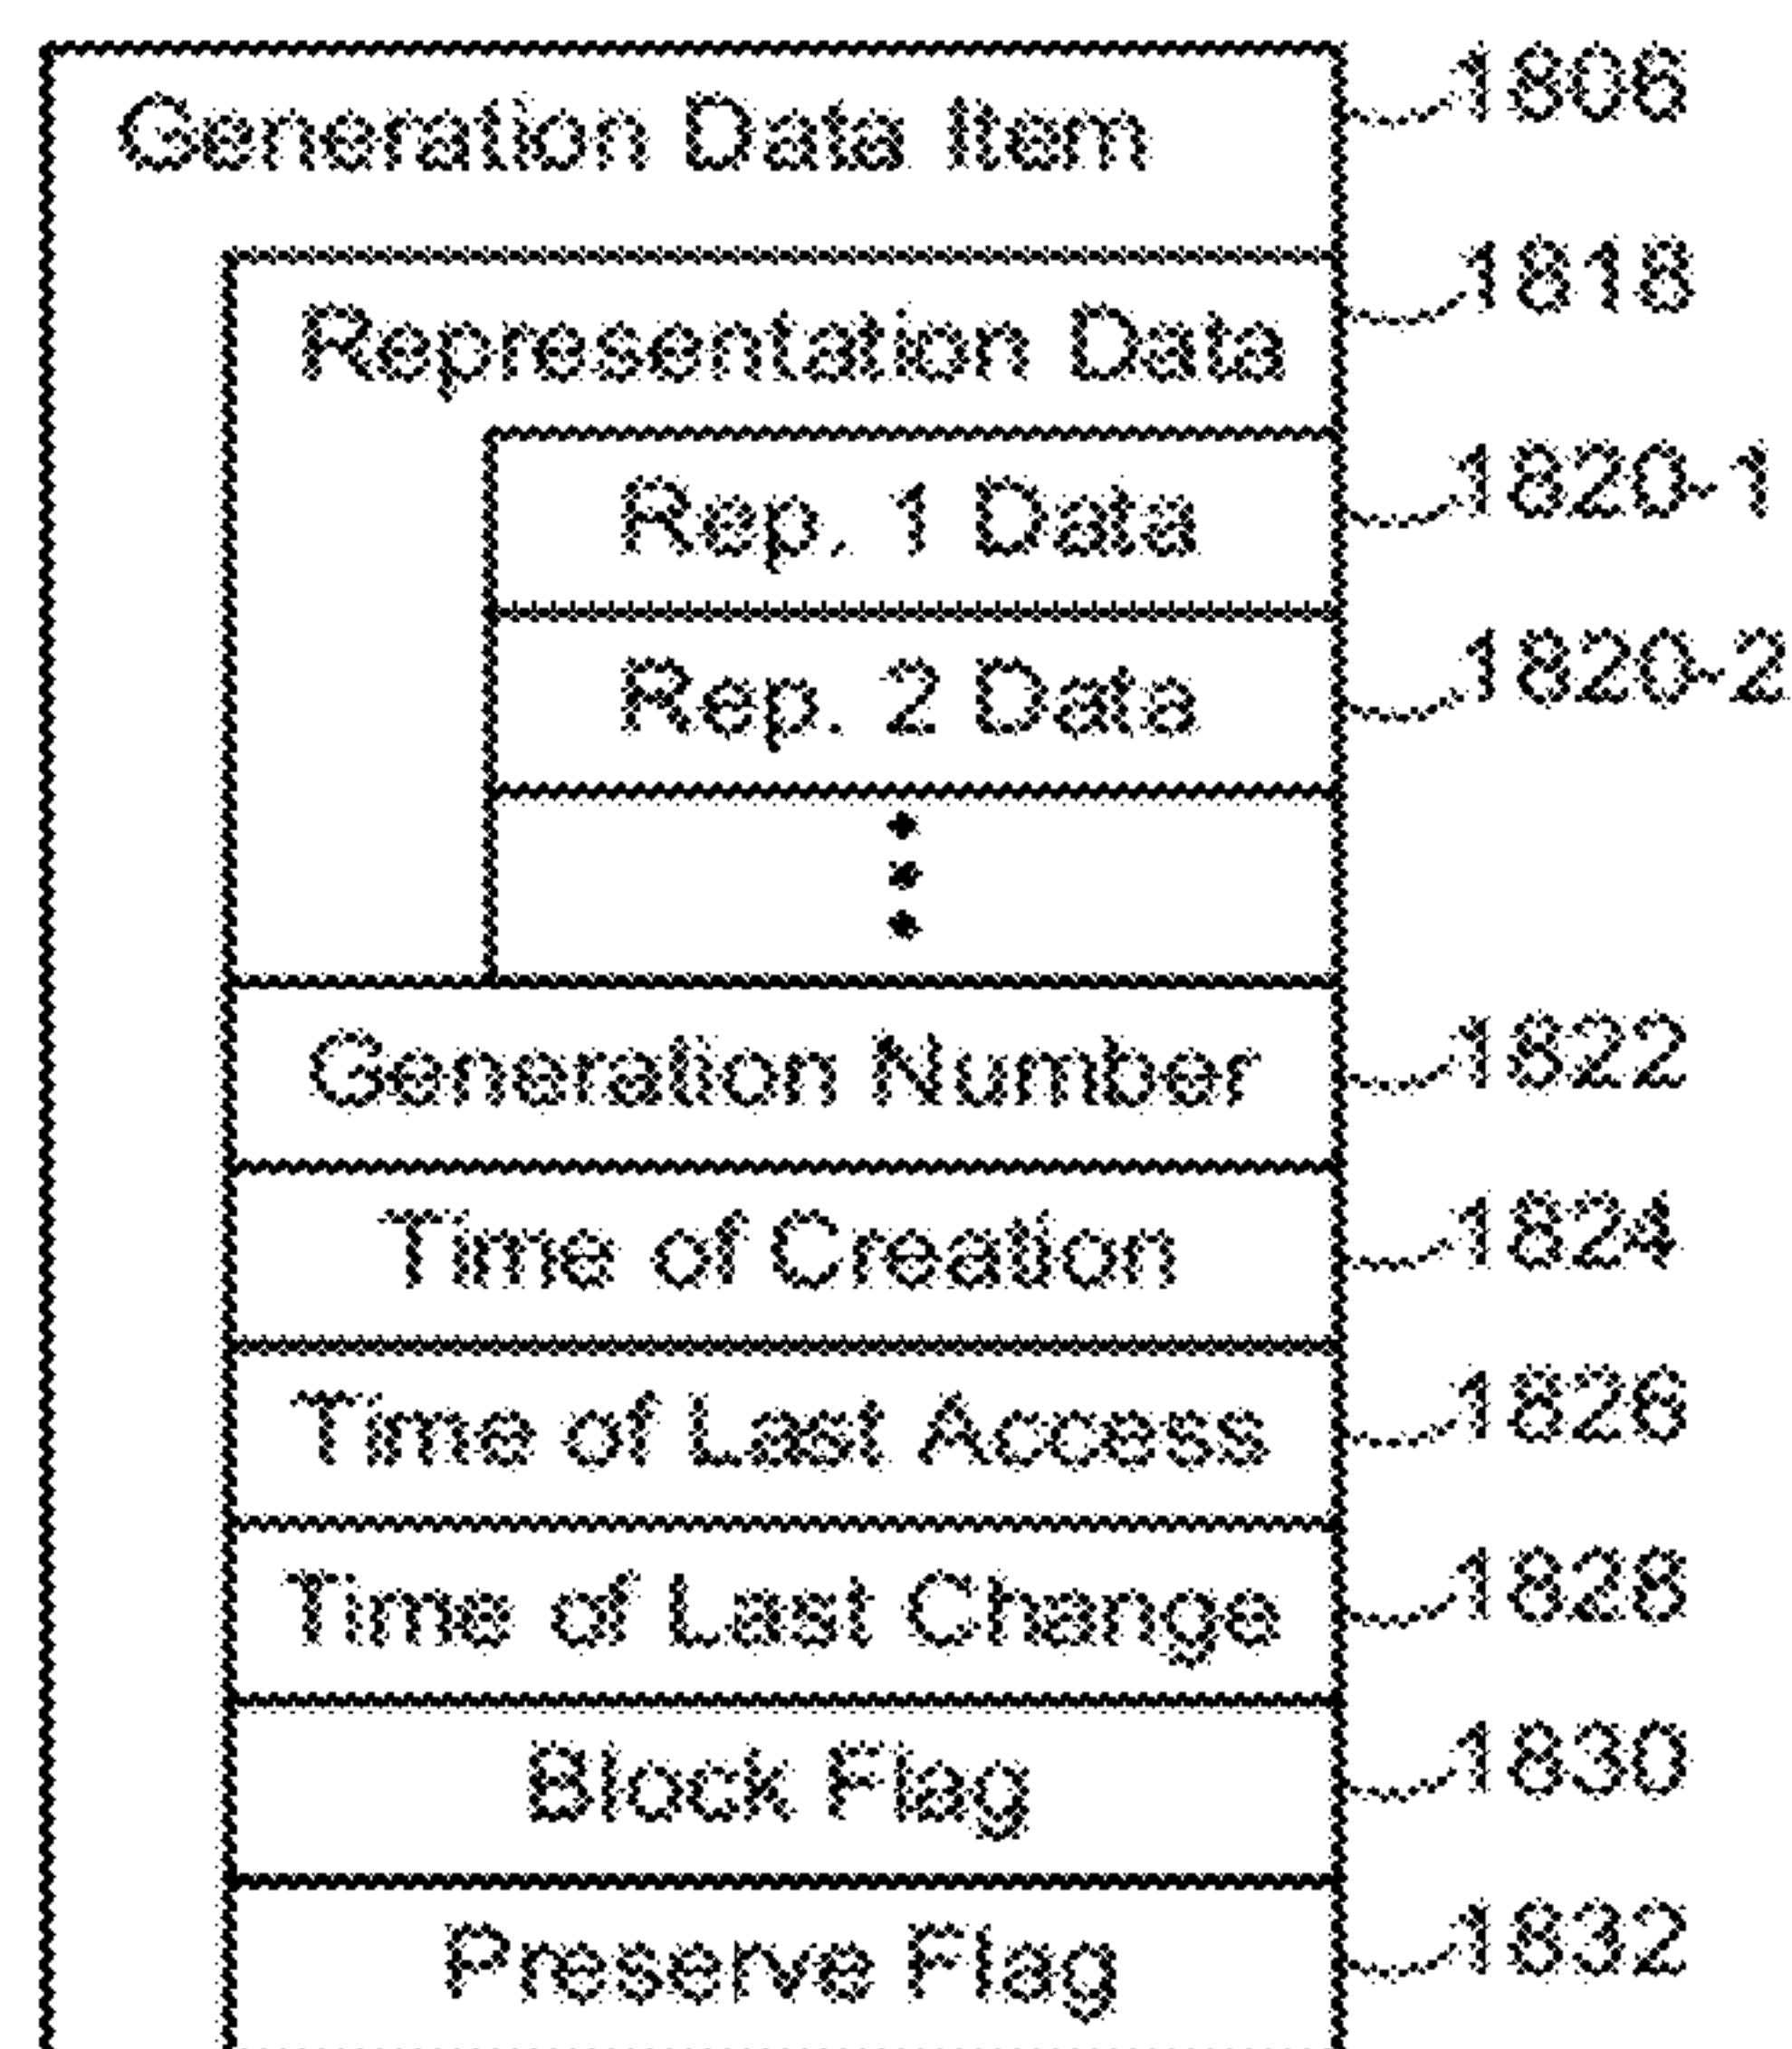 Generation Data Item 1806
Representation Data 1818
Rep. 1 Data 1820-1
Rep. 2 Data 1820-2
Generation Number 1822
Time of Creation 1824
Time of Last Access 1826
Time of Last Change 1828
Block Flag 1830
Preserve Flag 1832